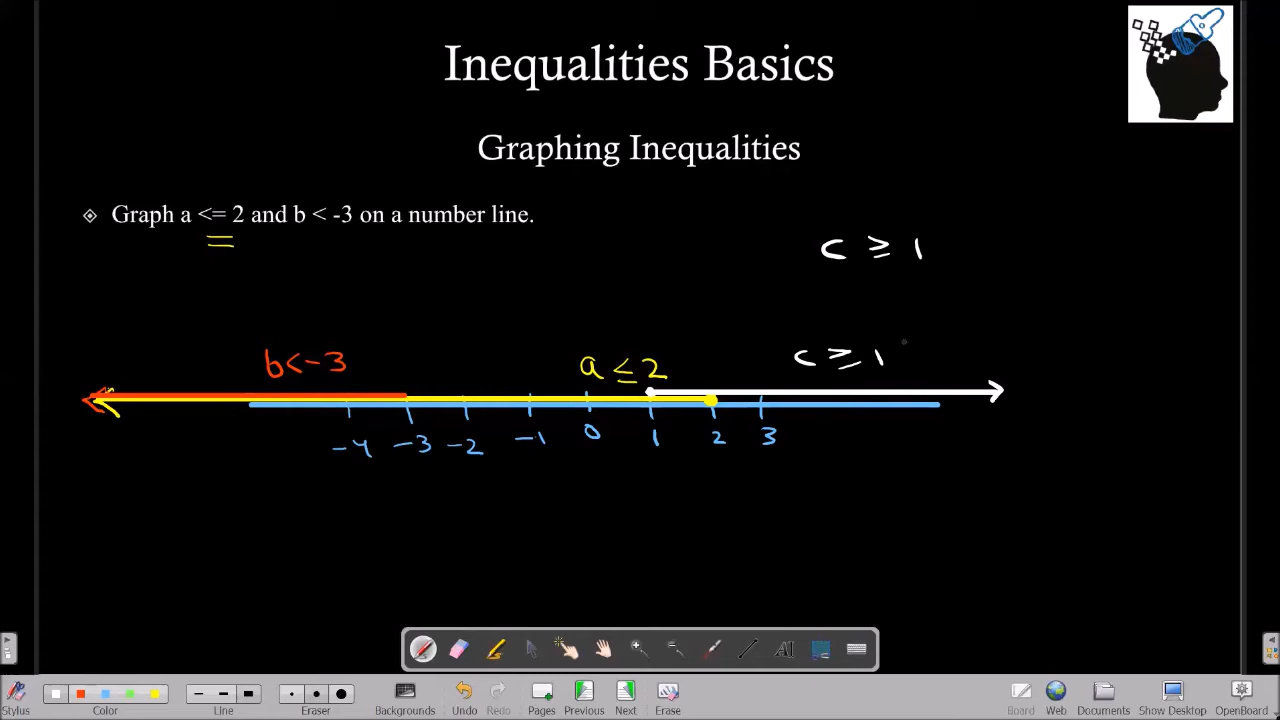 Inequalities Basics
Graphing Inequalities
Graph a <= 2 and b < -3 on a number line.
c ≥ 1
b < -3
a ≤ 2
c ≥ 1
-4 -3 -2 -1 0 1 2 3
AI
Stylus Color Line Eraser Backgrounds Undo Redo Pages Previous Next Erase Board Web Documents Show Desktop OpenBoard